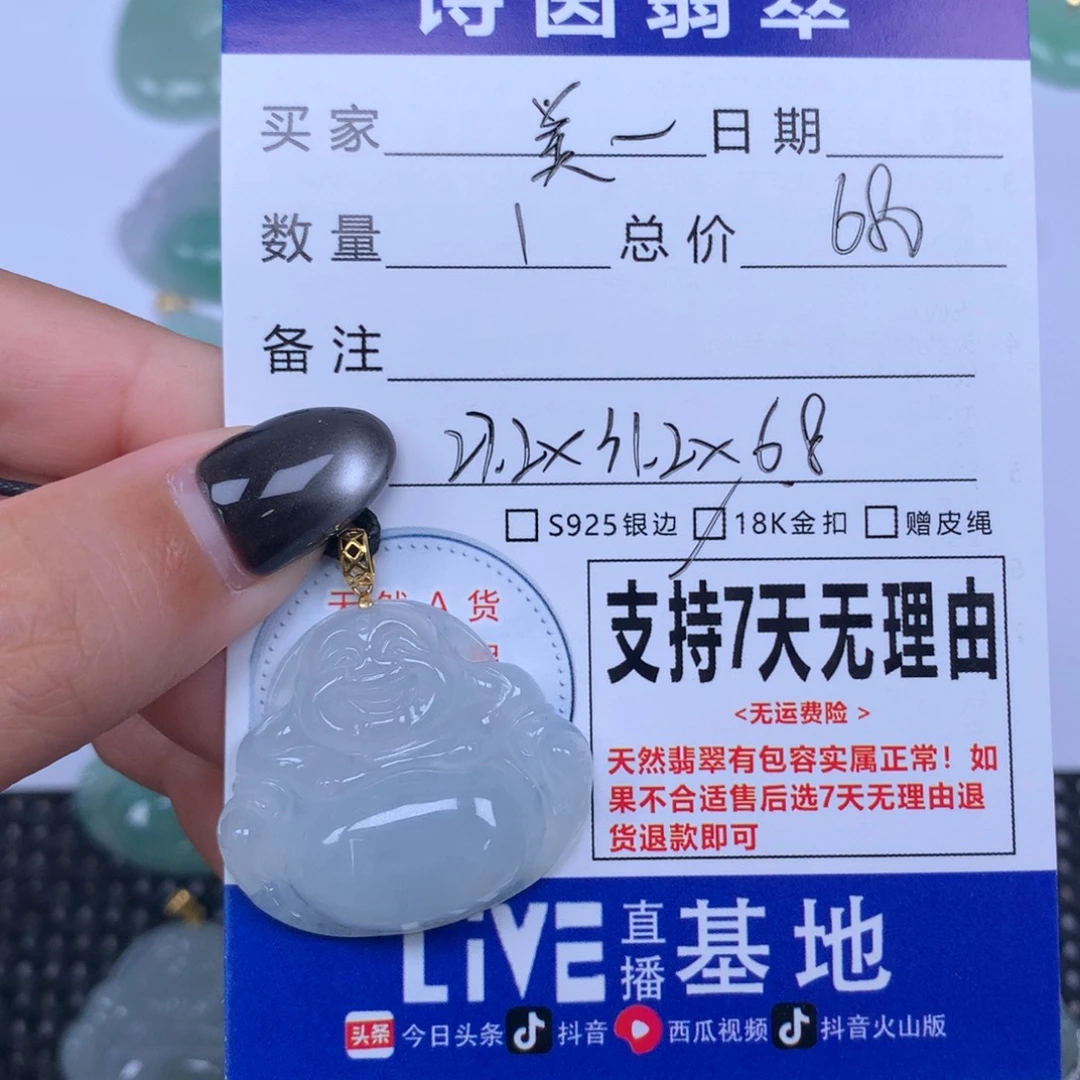 诗茵翡翠
买家 美一 日期
数量 1 总价 68
备注
27.2×31.2×6.8
S925银边 18K金扣 赠皮绳
天然A货
支持7天无理由
<无运费险 >
天然翡翠有包容实属正常！如
果不合适售后选7天无理由退
货退款即可
LiVE 直播 基地
头条 今日头条 抖音 西瓜视频 抖音火山版